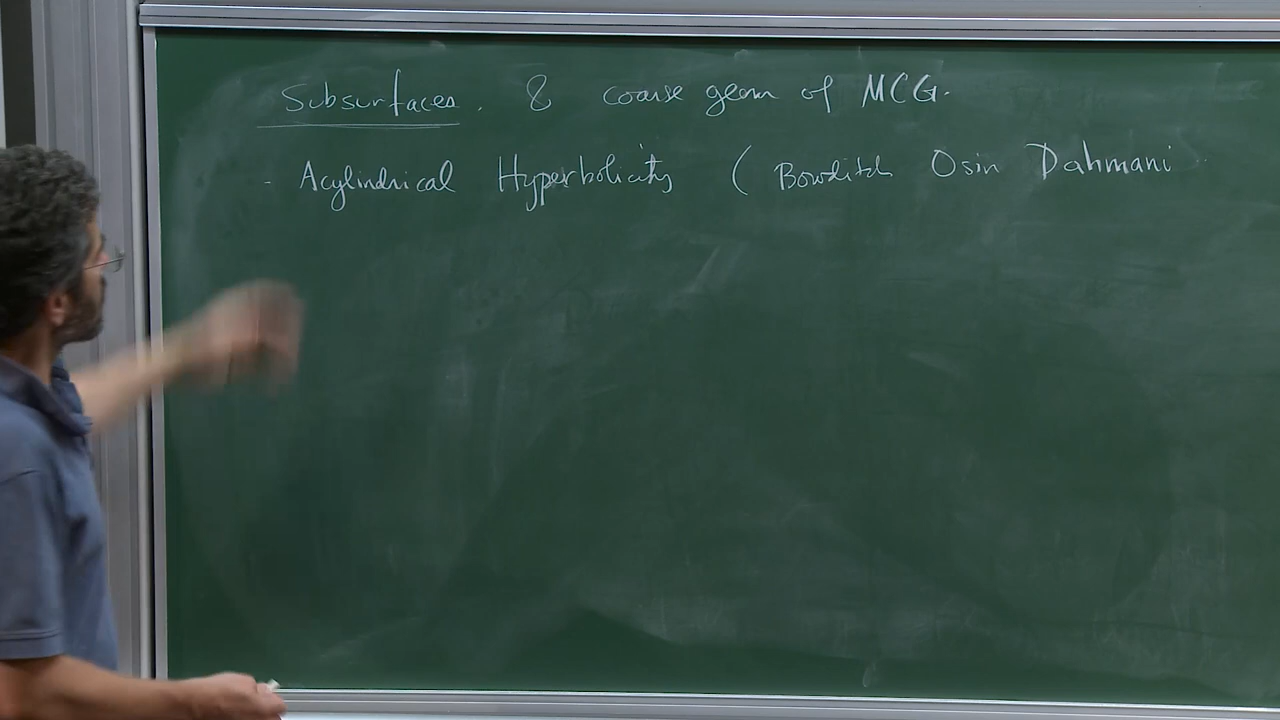 Subsurfaces. & coarse geom of MCG.
- Acylindrical Hyperbolicity ( Bowditch Osin Dahmani ..